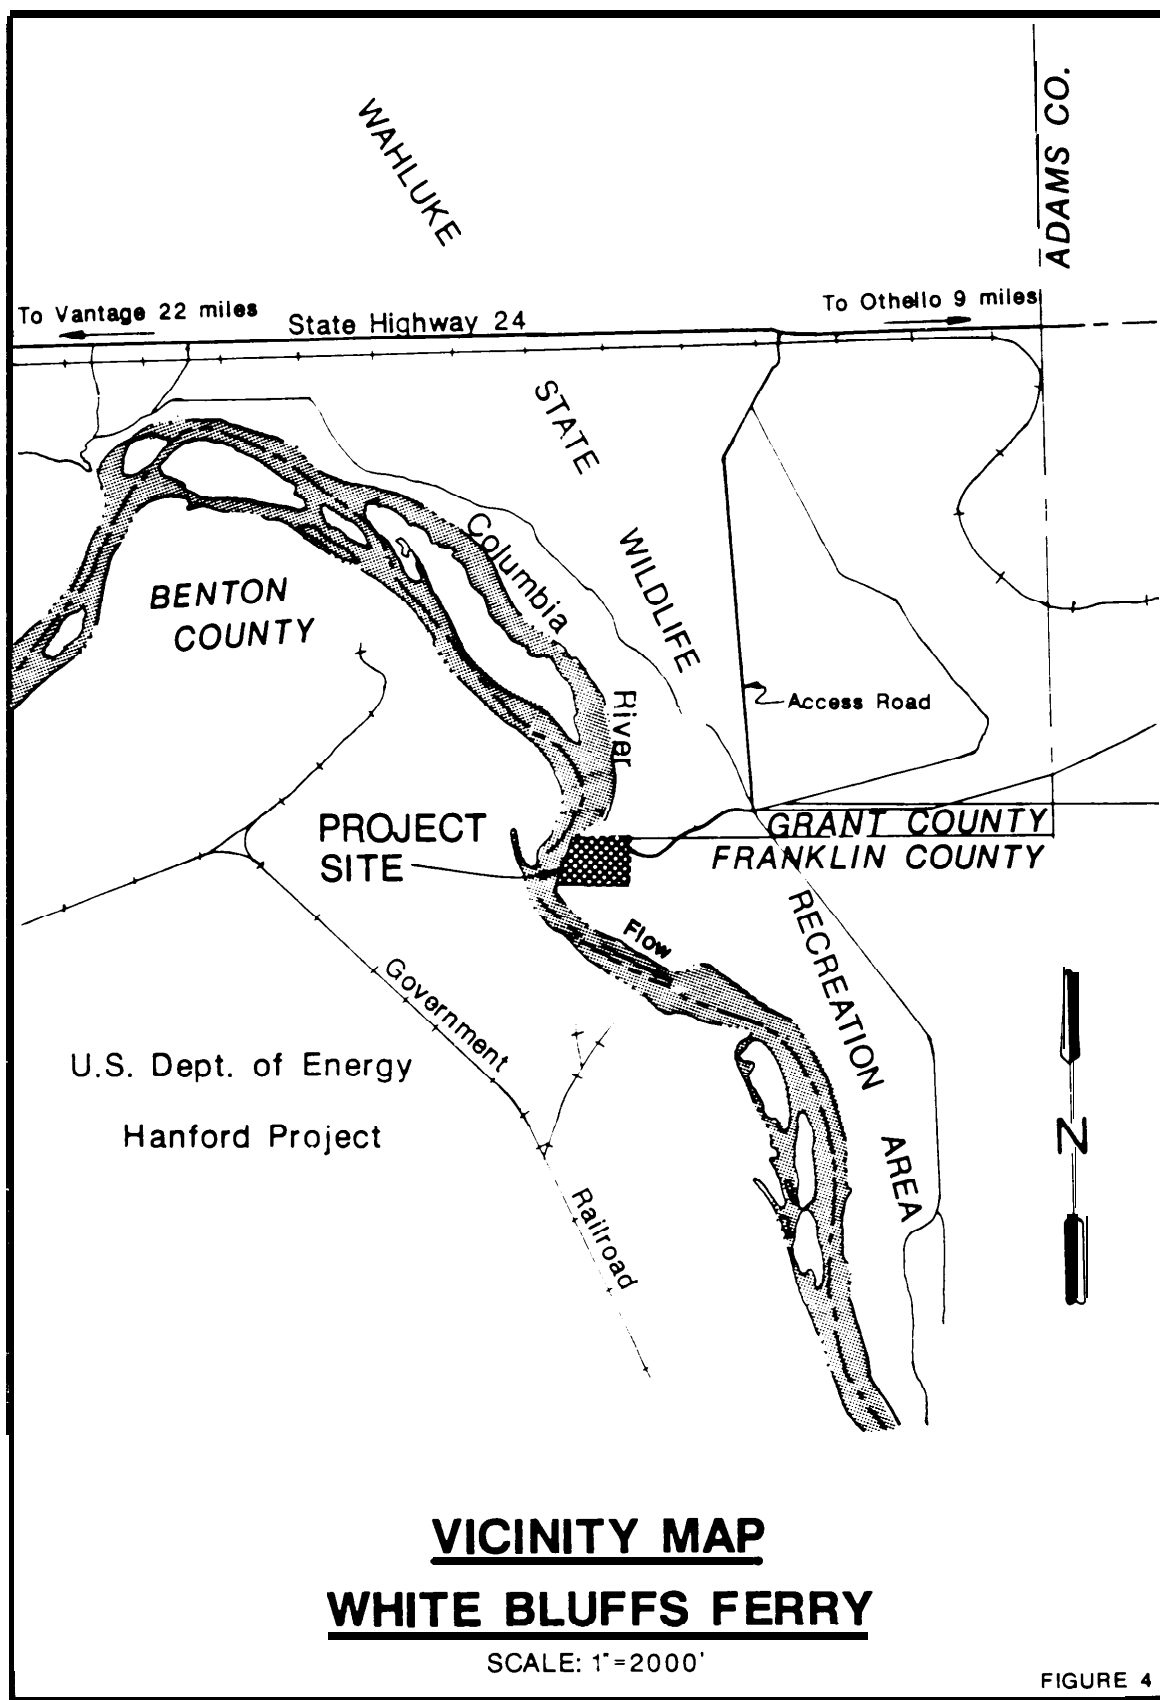 WAHLUKE
ADAMS CO.
To Vantage 22 miles
State Highway 24
To Othello 9 miles
STATE
Columbia
WILDLIFE
BENTON
COUNTY
River
Access Road
PROJECT
SITE
GRANT COUNTY
FRANKLIN COUNTY
RECREATION
Flow
Government
U.S. Dept. of Energy
Hanford Project
N
AREA
Railroad
VICINITY MAP
WHITE BLUFFS FERRY
SCALE: 1"=2000'
FIGURE 4